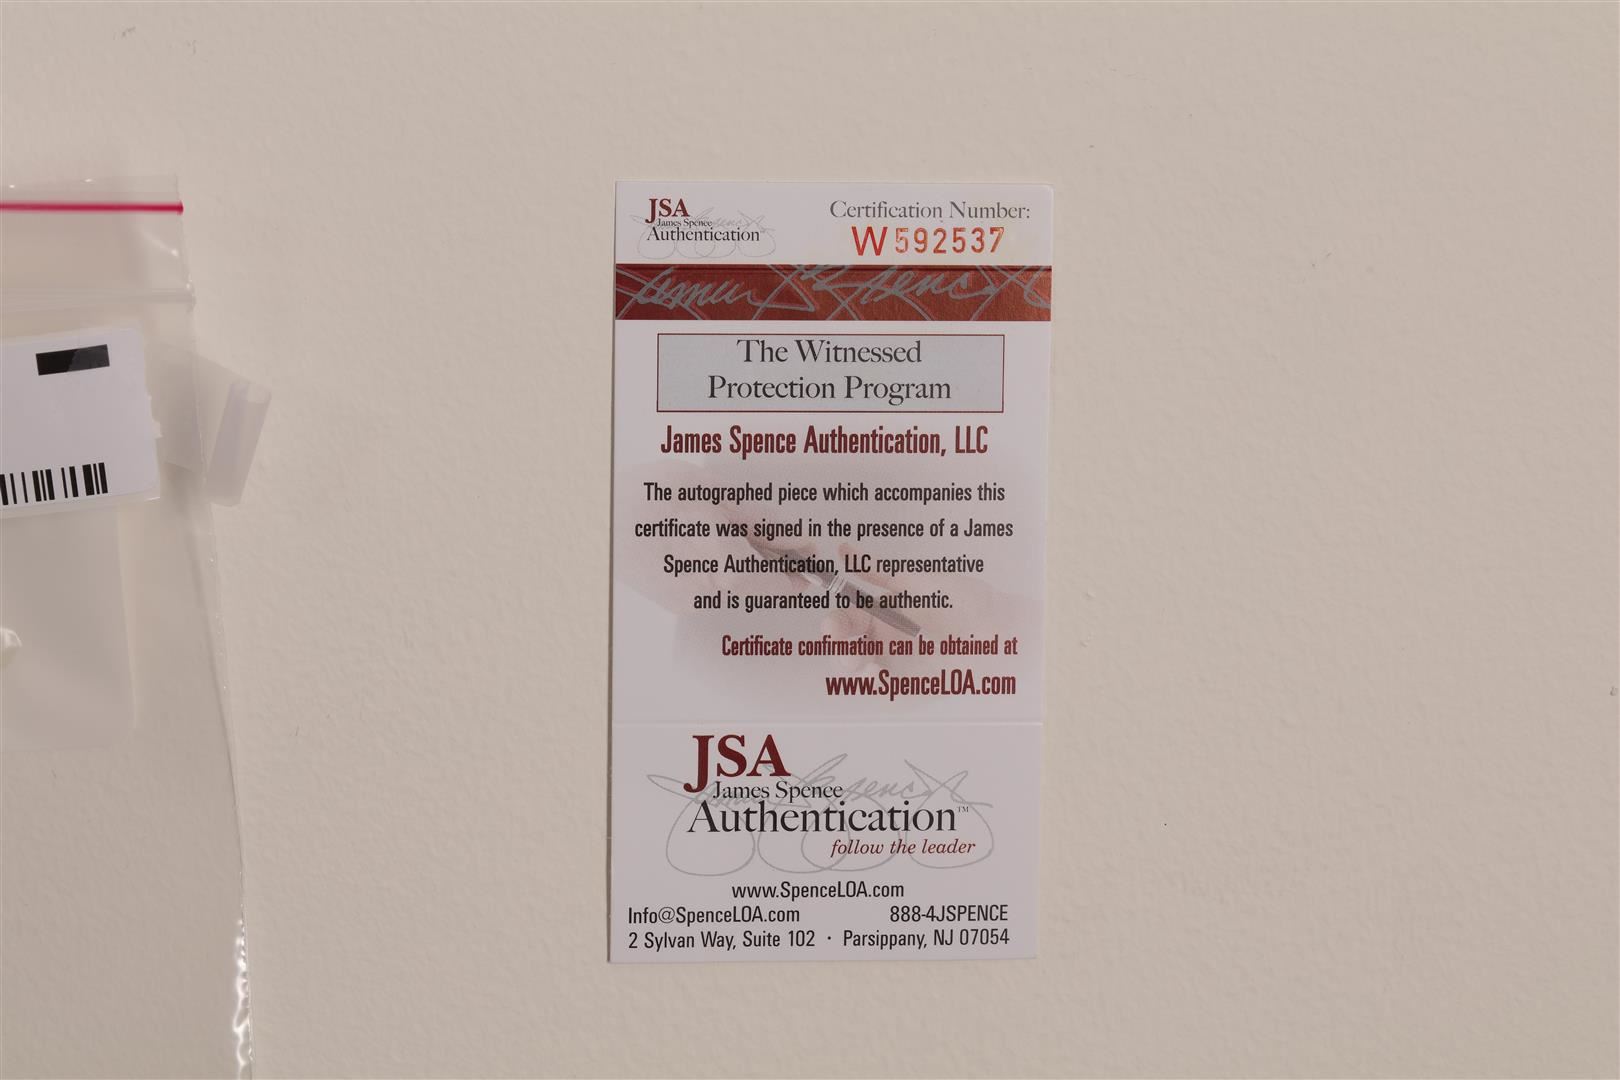 JSA
James Spence
Authentication
Certification Number:
W592537
The Witnessed
Protection Program
James Spence Authentication, LLC
The autographed piece which accompanies this
certificate was signed in the presence of a James
Spence Authentication, LLC representative
and is guaranteed to be authentic.
Certificate confirmation can be obtained at
www.SpenceLOA.com
JSA
James Spence
Authentication™
follow the leader
www.SpenceLOA.com
Info@SpenceLOA.com 888-4JSPENCE
2 Sylvan Way, Suite 102 · Parsippany, NJ 07054